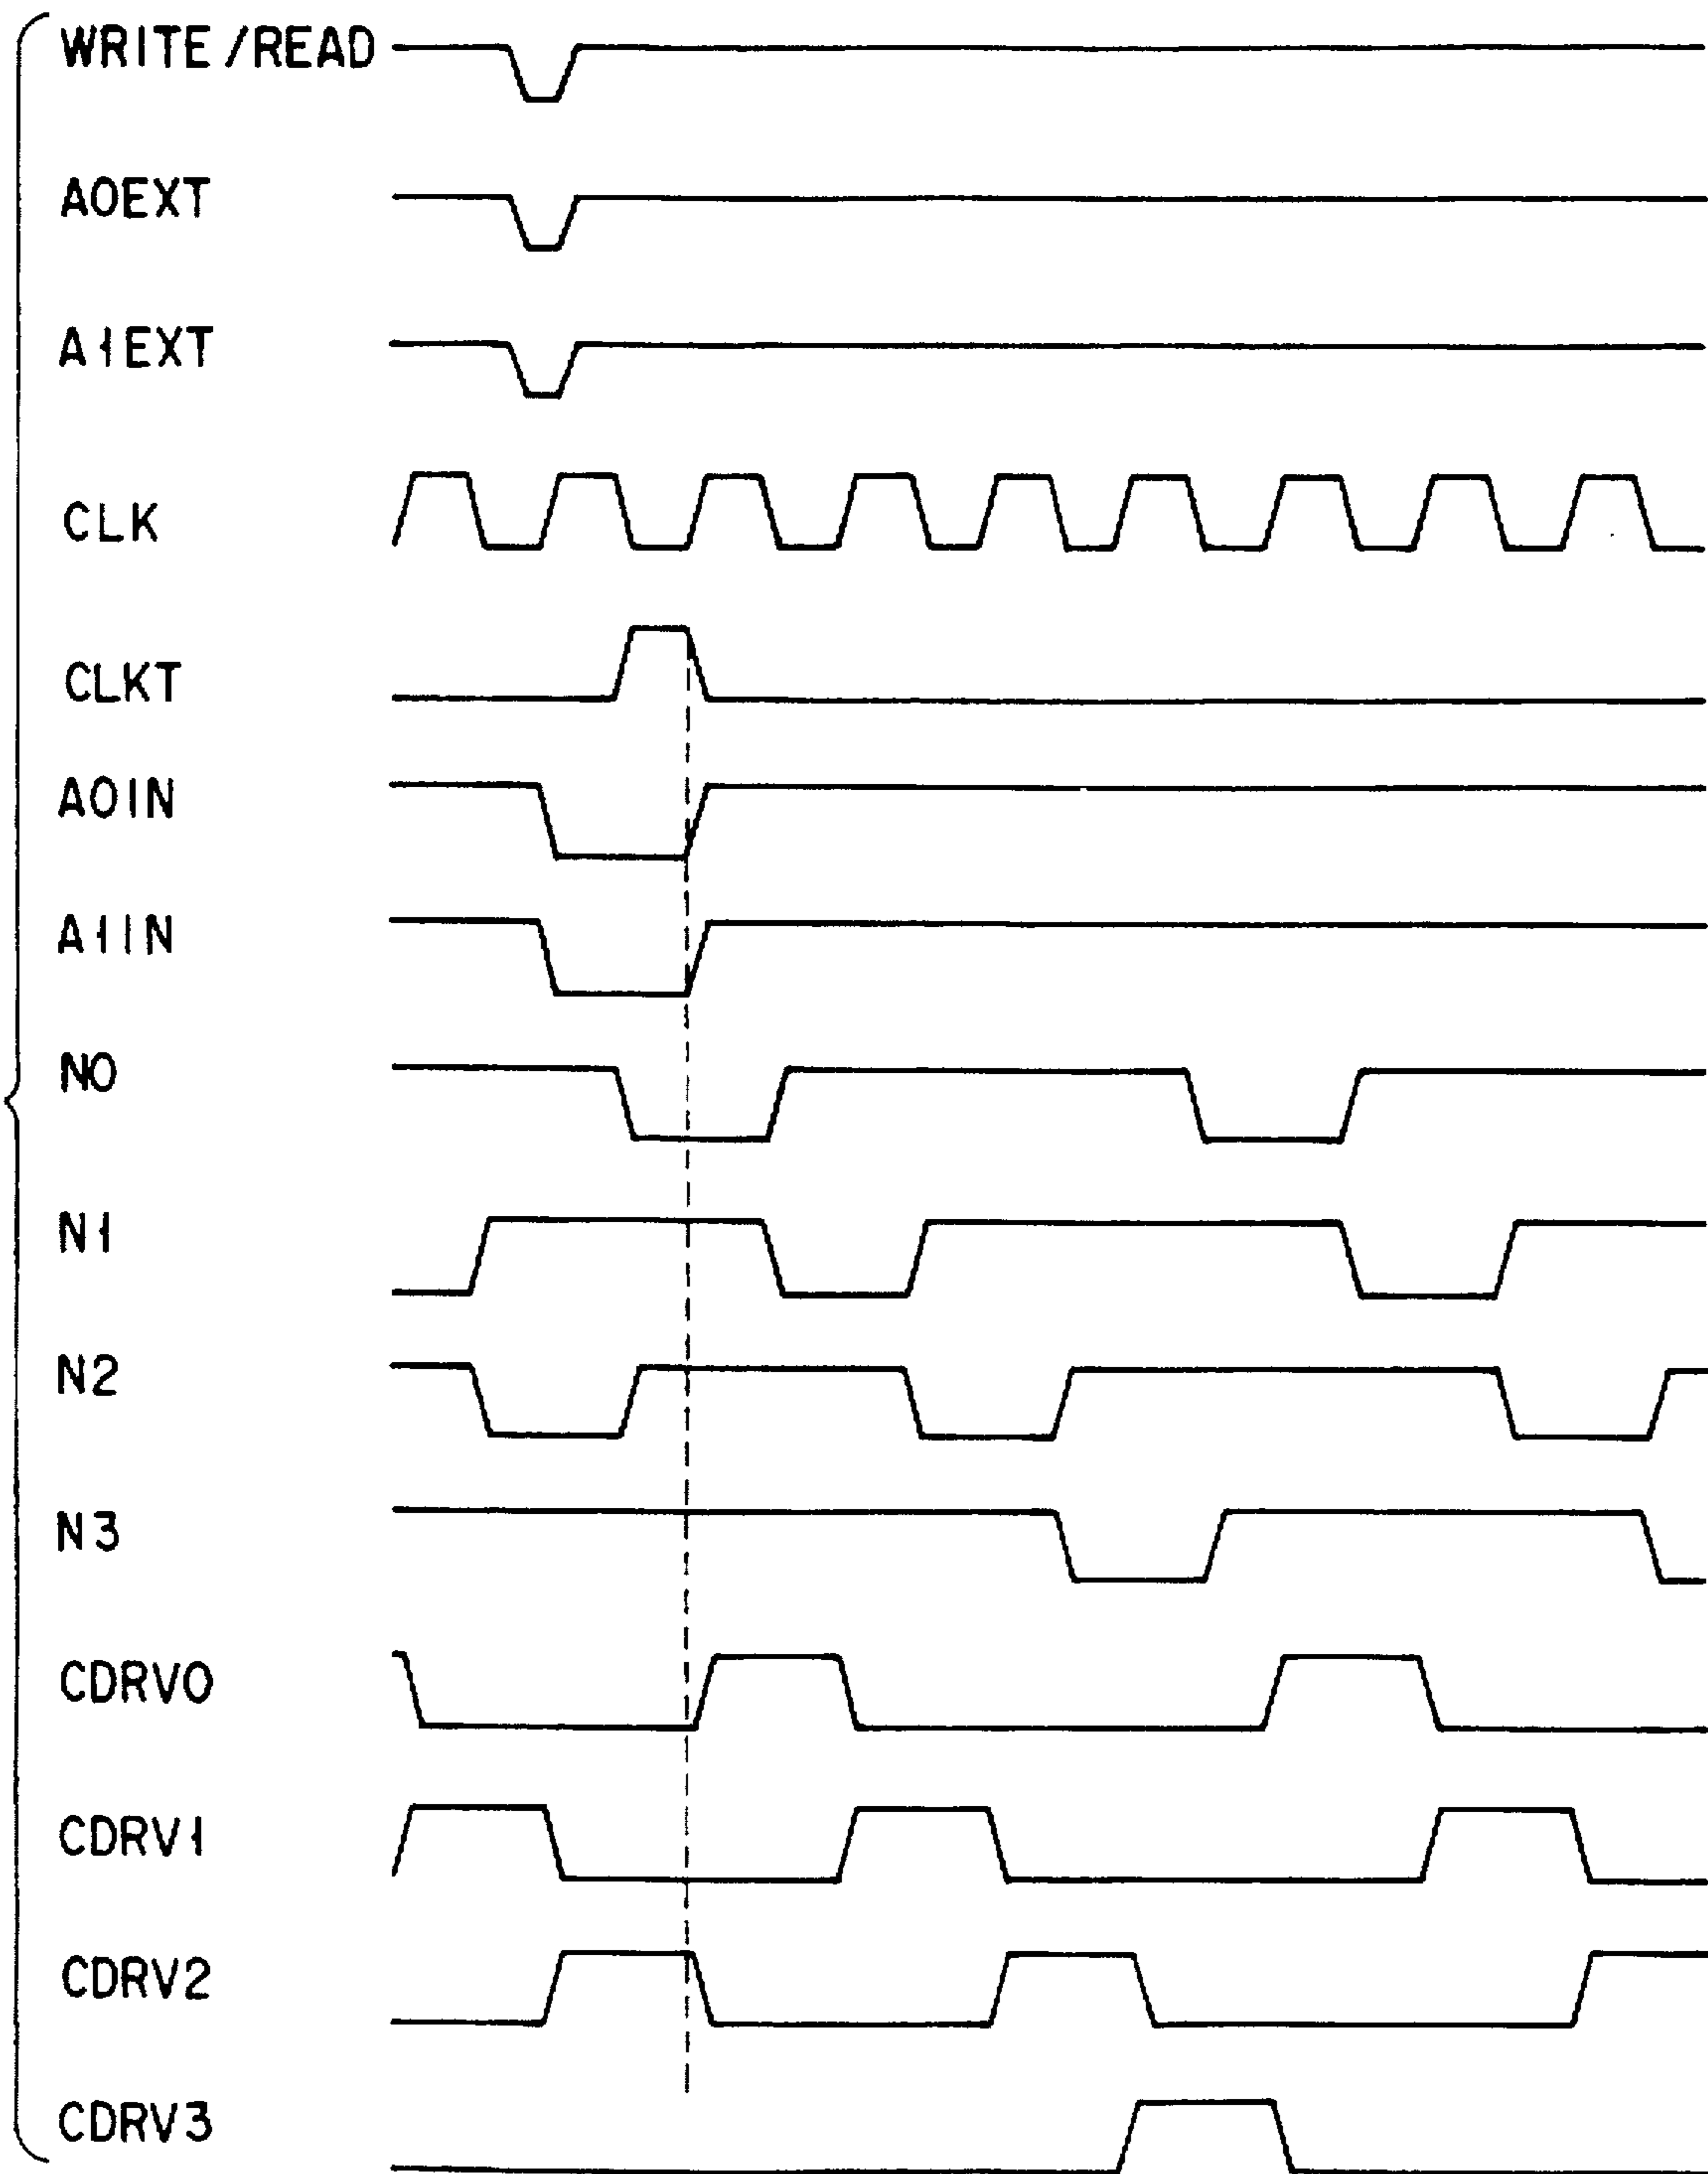 WRITE/READ
A0EXT
A1EXT
CLK
CLKT
A0IN
A1IN
N0
N1
N2
N3
CDRV0
CDRV1
CDRV2
CDRV3